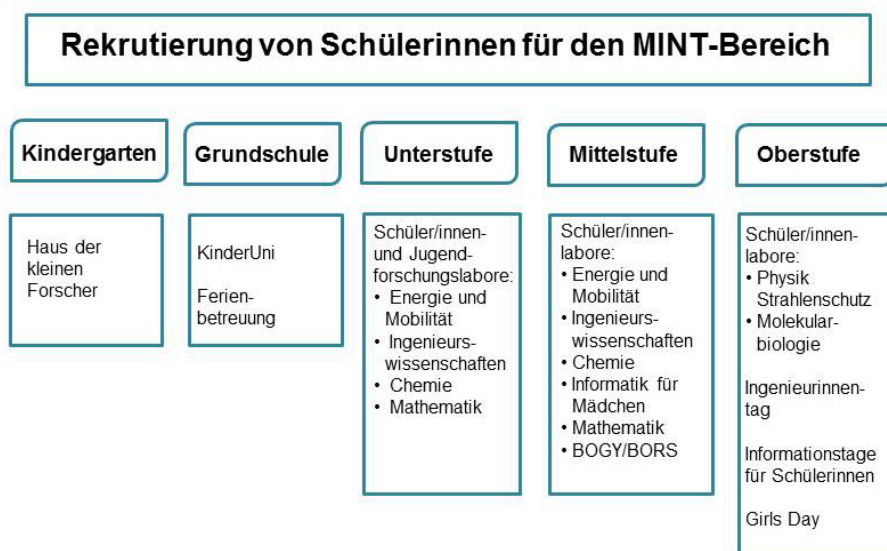 Rekrutierung von Schülerinnen für den MINT-Bereich
Kindergarten
Haus der
kleinen
Forscher
Grundschule
KinderUni
Ferien-
betreuung
Unterstufe
Schüler/innen-
und Jugend-
forschungslabore:
• Energie und
Mobilität
• Ingenieurs-
wissenschaften
• Chemie
• Mathematik
Mittelstufe
Schüler/innen-
labore:
• Energie und
Mobilität
• Ingenieurs-
wissenschaften
• Chemie
• Informatik für
Mädchen
• Mathematik
• BOGY/BORS
Oberstufe
Schüler/innen-
labore:
• Physik
Strahlenschutz
• Molekular-
biologie
Ingenieurinnen-
tag
Informationstage
für Schülerinnen
Girls Day